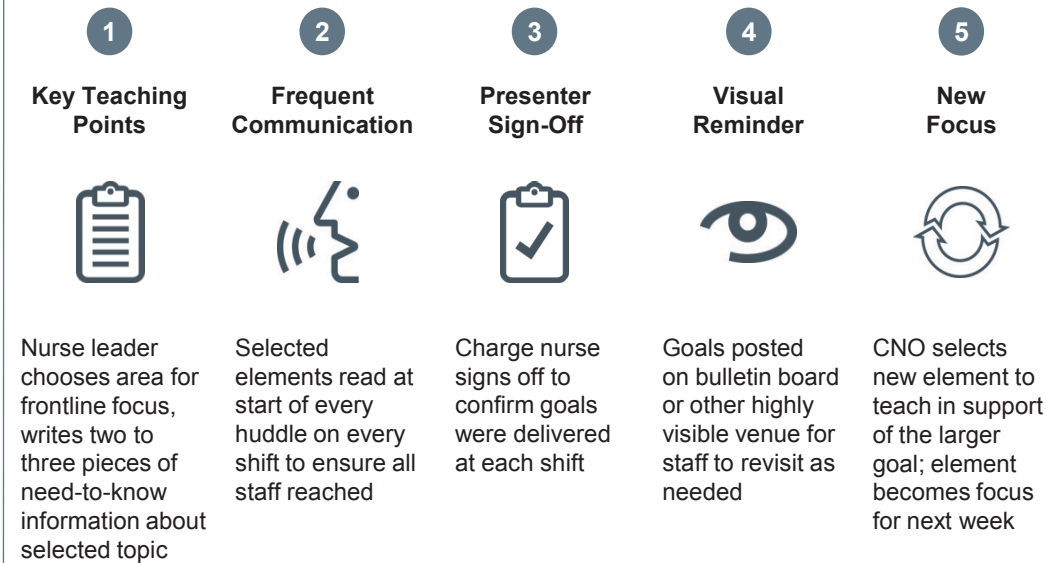 1
Key Teaching
Points
Nurse leader
chooses area for
frontline focus,
writes two to
three pieces of
need-to-know
information about
selected topic
2
Frequent
Communication
Selected
elements read at
start of every
huddle on every
shift to ensure all
staff reached
3
Presenter
Sign-Off
Charge nurse
signs off to
confirm goals
were delivered
at each shift
4
Visual
Reminder
Goals posted
on bulletin board
or other highly
visible venue for
staff to revisit as
needed
5
New
Focus
CNO selects
new element to
teach in support
of the larger
goal; element
becomes focus
for next week